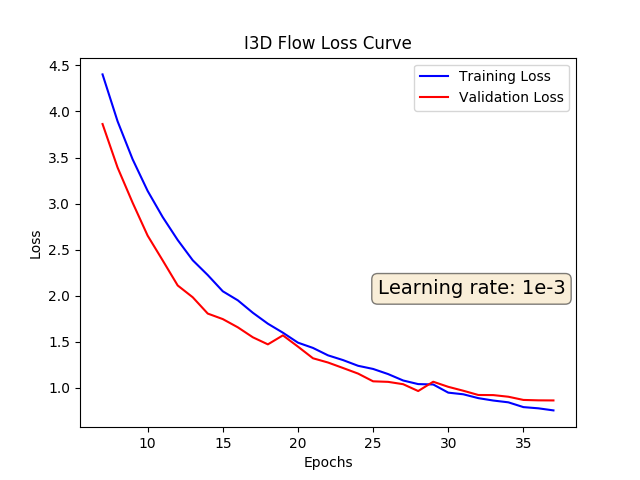 I3D Flow Loss Curve
4.5
4.0
3.5
3.0
2.5
2.0
1.5
1.0
Loss
Training Loss
Validation Loss
Learning rate: 1e-3
10 15 20 25 30 35
Epochs